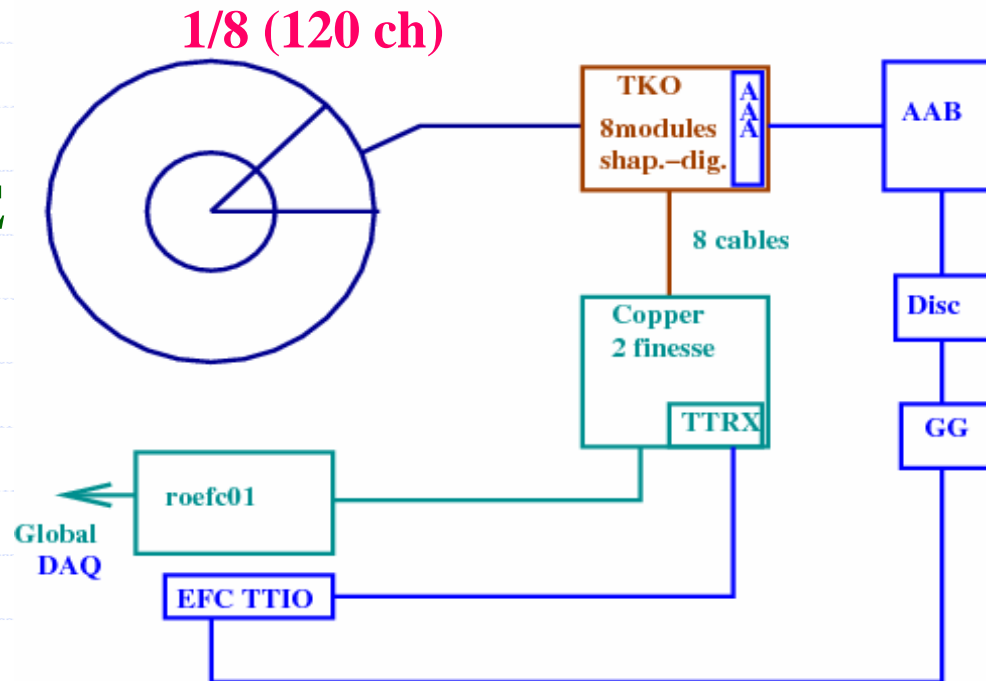 1/8 (120 ch)
TKO
8modules
shap.-dig.
A
A
A
AAB
8 cables
Disc
Copper
2 finesse
TTRX
GG
roefc01
Global
DAQ
EFC TTIO